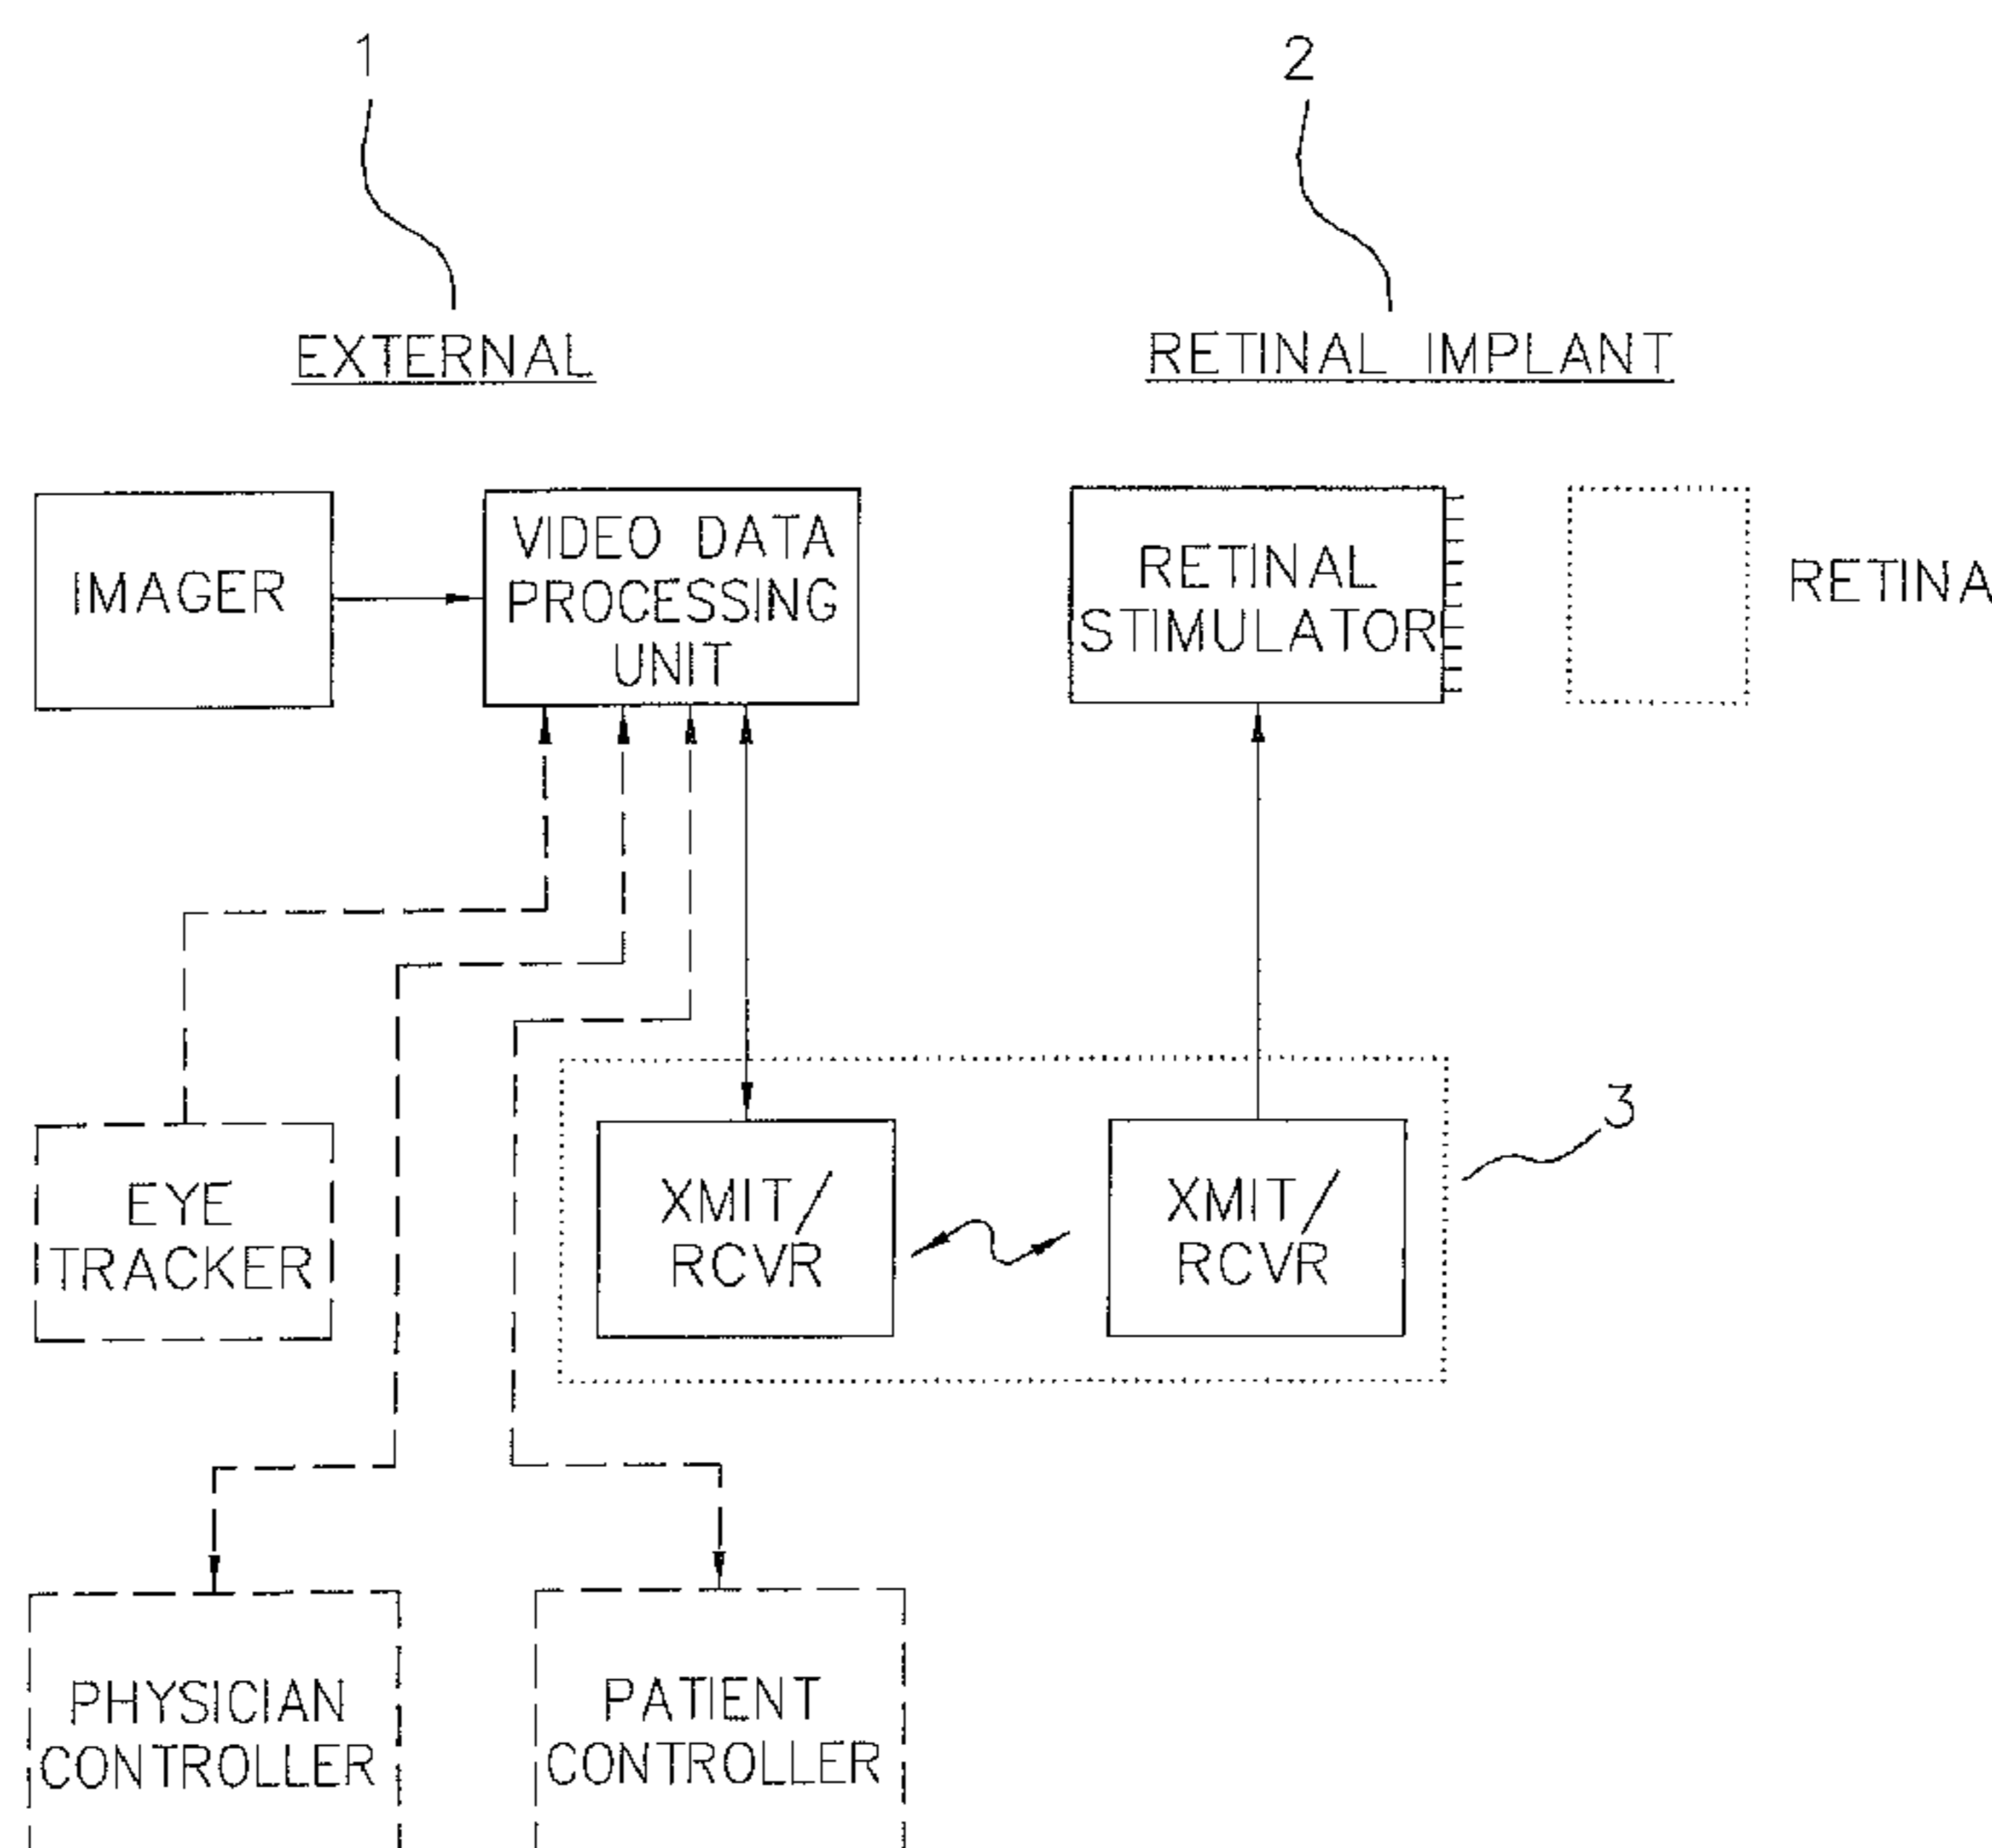 1
2
EXTERNAL
RETINAL IMPLANT
IMAGER
VIDEO DATA
PROCESSING
UNIT
RETINAL
STIMULATOR
RETINA
3
EYE
TRACKER
XMIT/
RCVR
XMIT/
RCVR
PHYSICIAN
CONTROLLER
PATIENT
CONTROLLER